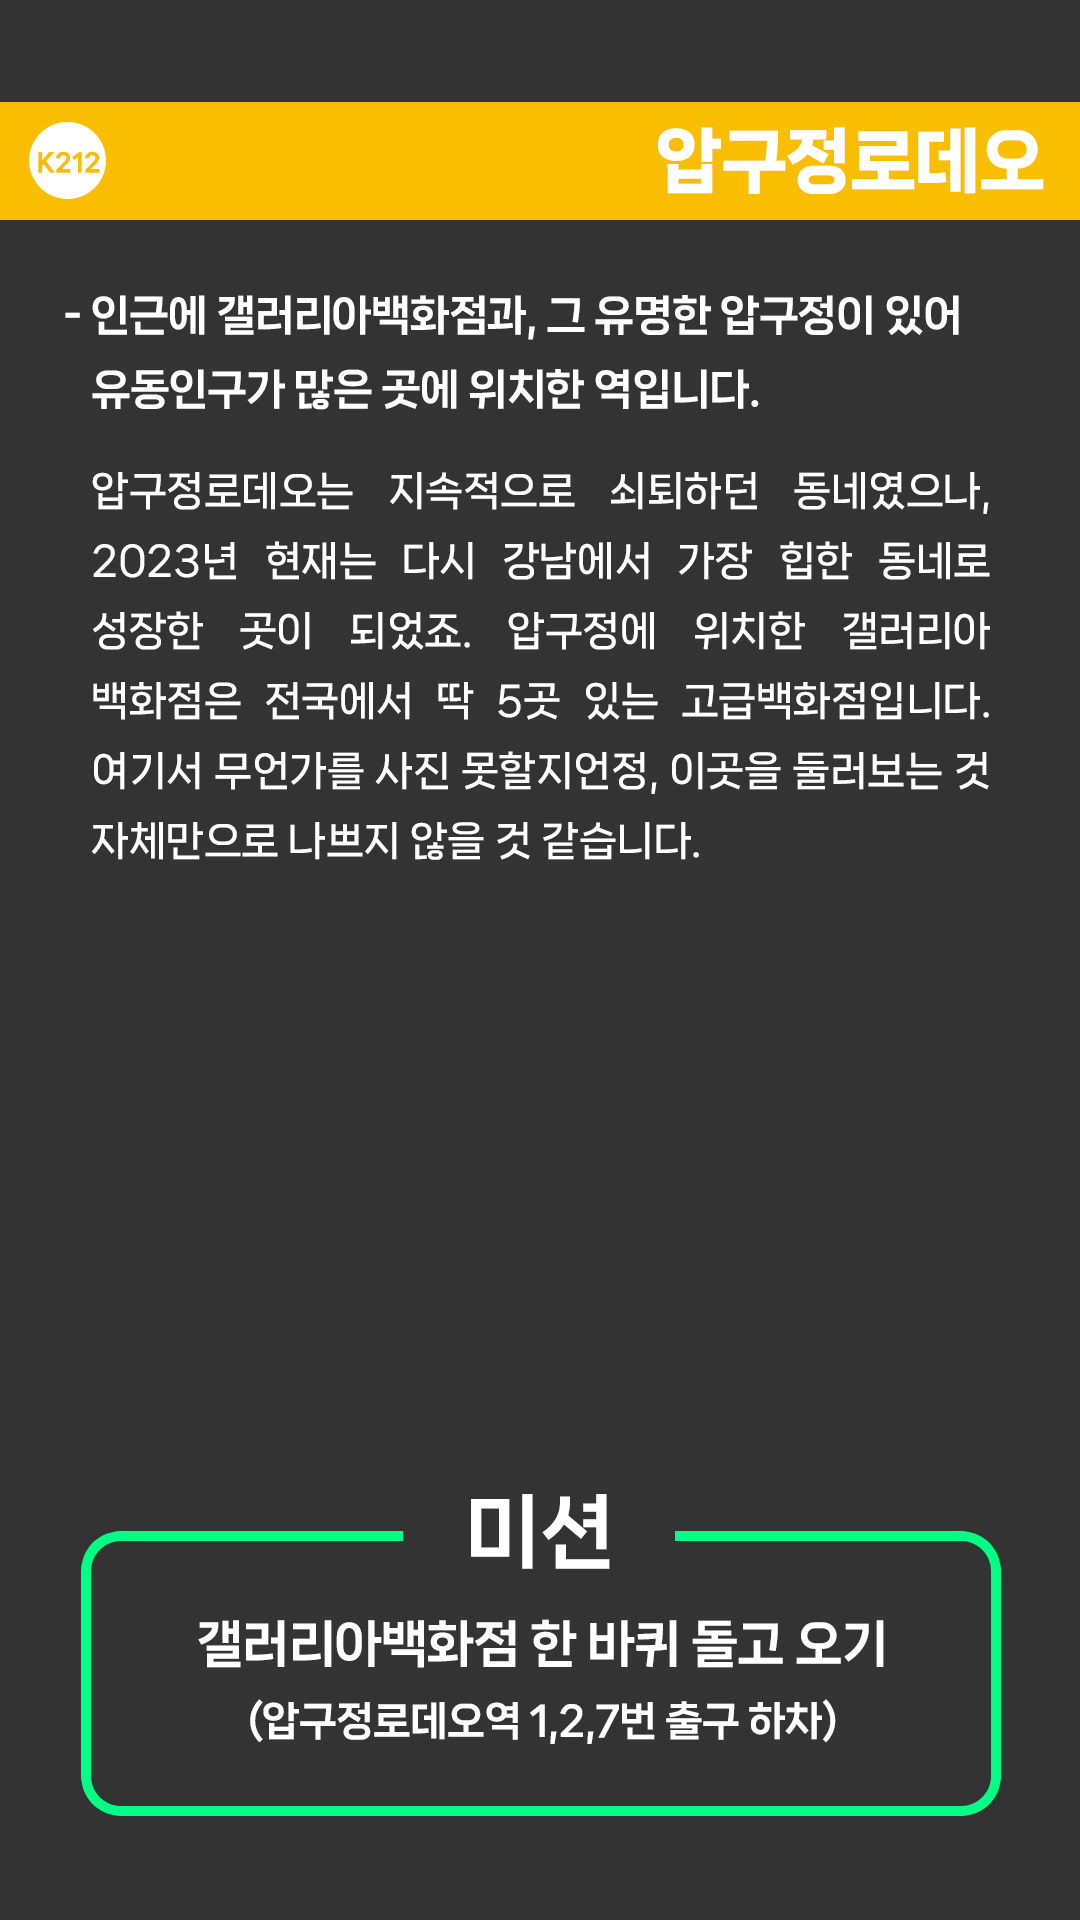 K212
압구정로데오
- 인근에 갤러리아백화점과, 그 유명한 압구정이 있어
유동인구가 많은 곳에 위치한 역입니다.
압구정로데오는 지속적으로 쇠퇴하던 동네였으나,
2023년 현재는 다시 강남에서 가장 힙한 동네로
성장한 곳이 되었죠. 압구정에 위치한 갤러리아
백화점은 전국에서 딱 5곳 있는 고급백화점입니다.
여기서 무언가를 사진 못할지언정, 이곳을 둘러보는 것
자체만으로 나쁘지 않을 것 같습니다.
미션
갤러리아백화점 한 바퀴 돌고 오기
(압구정로데오역 1,2,7번 출구 하차)